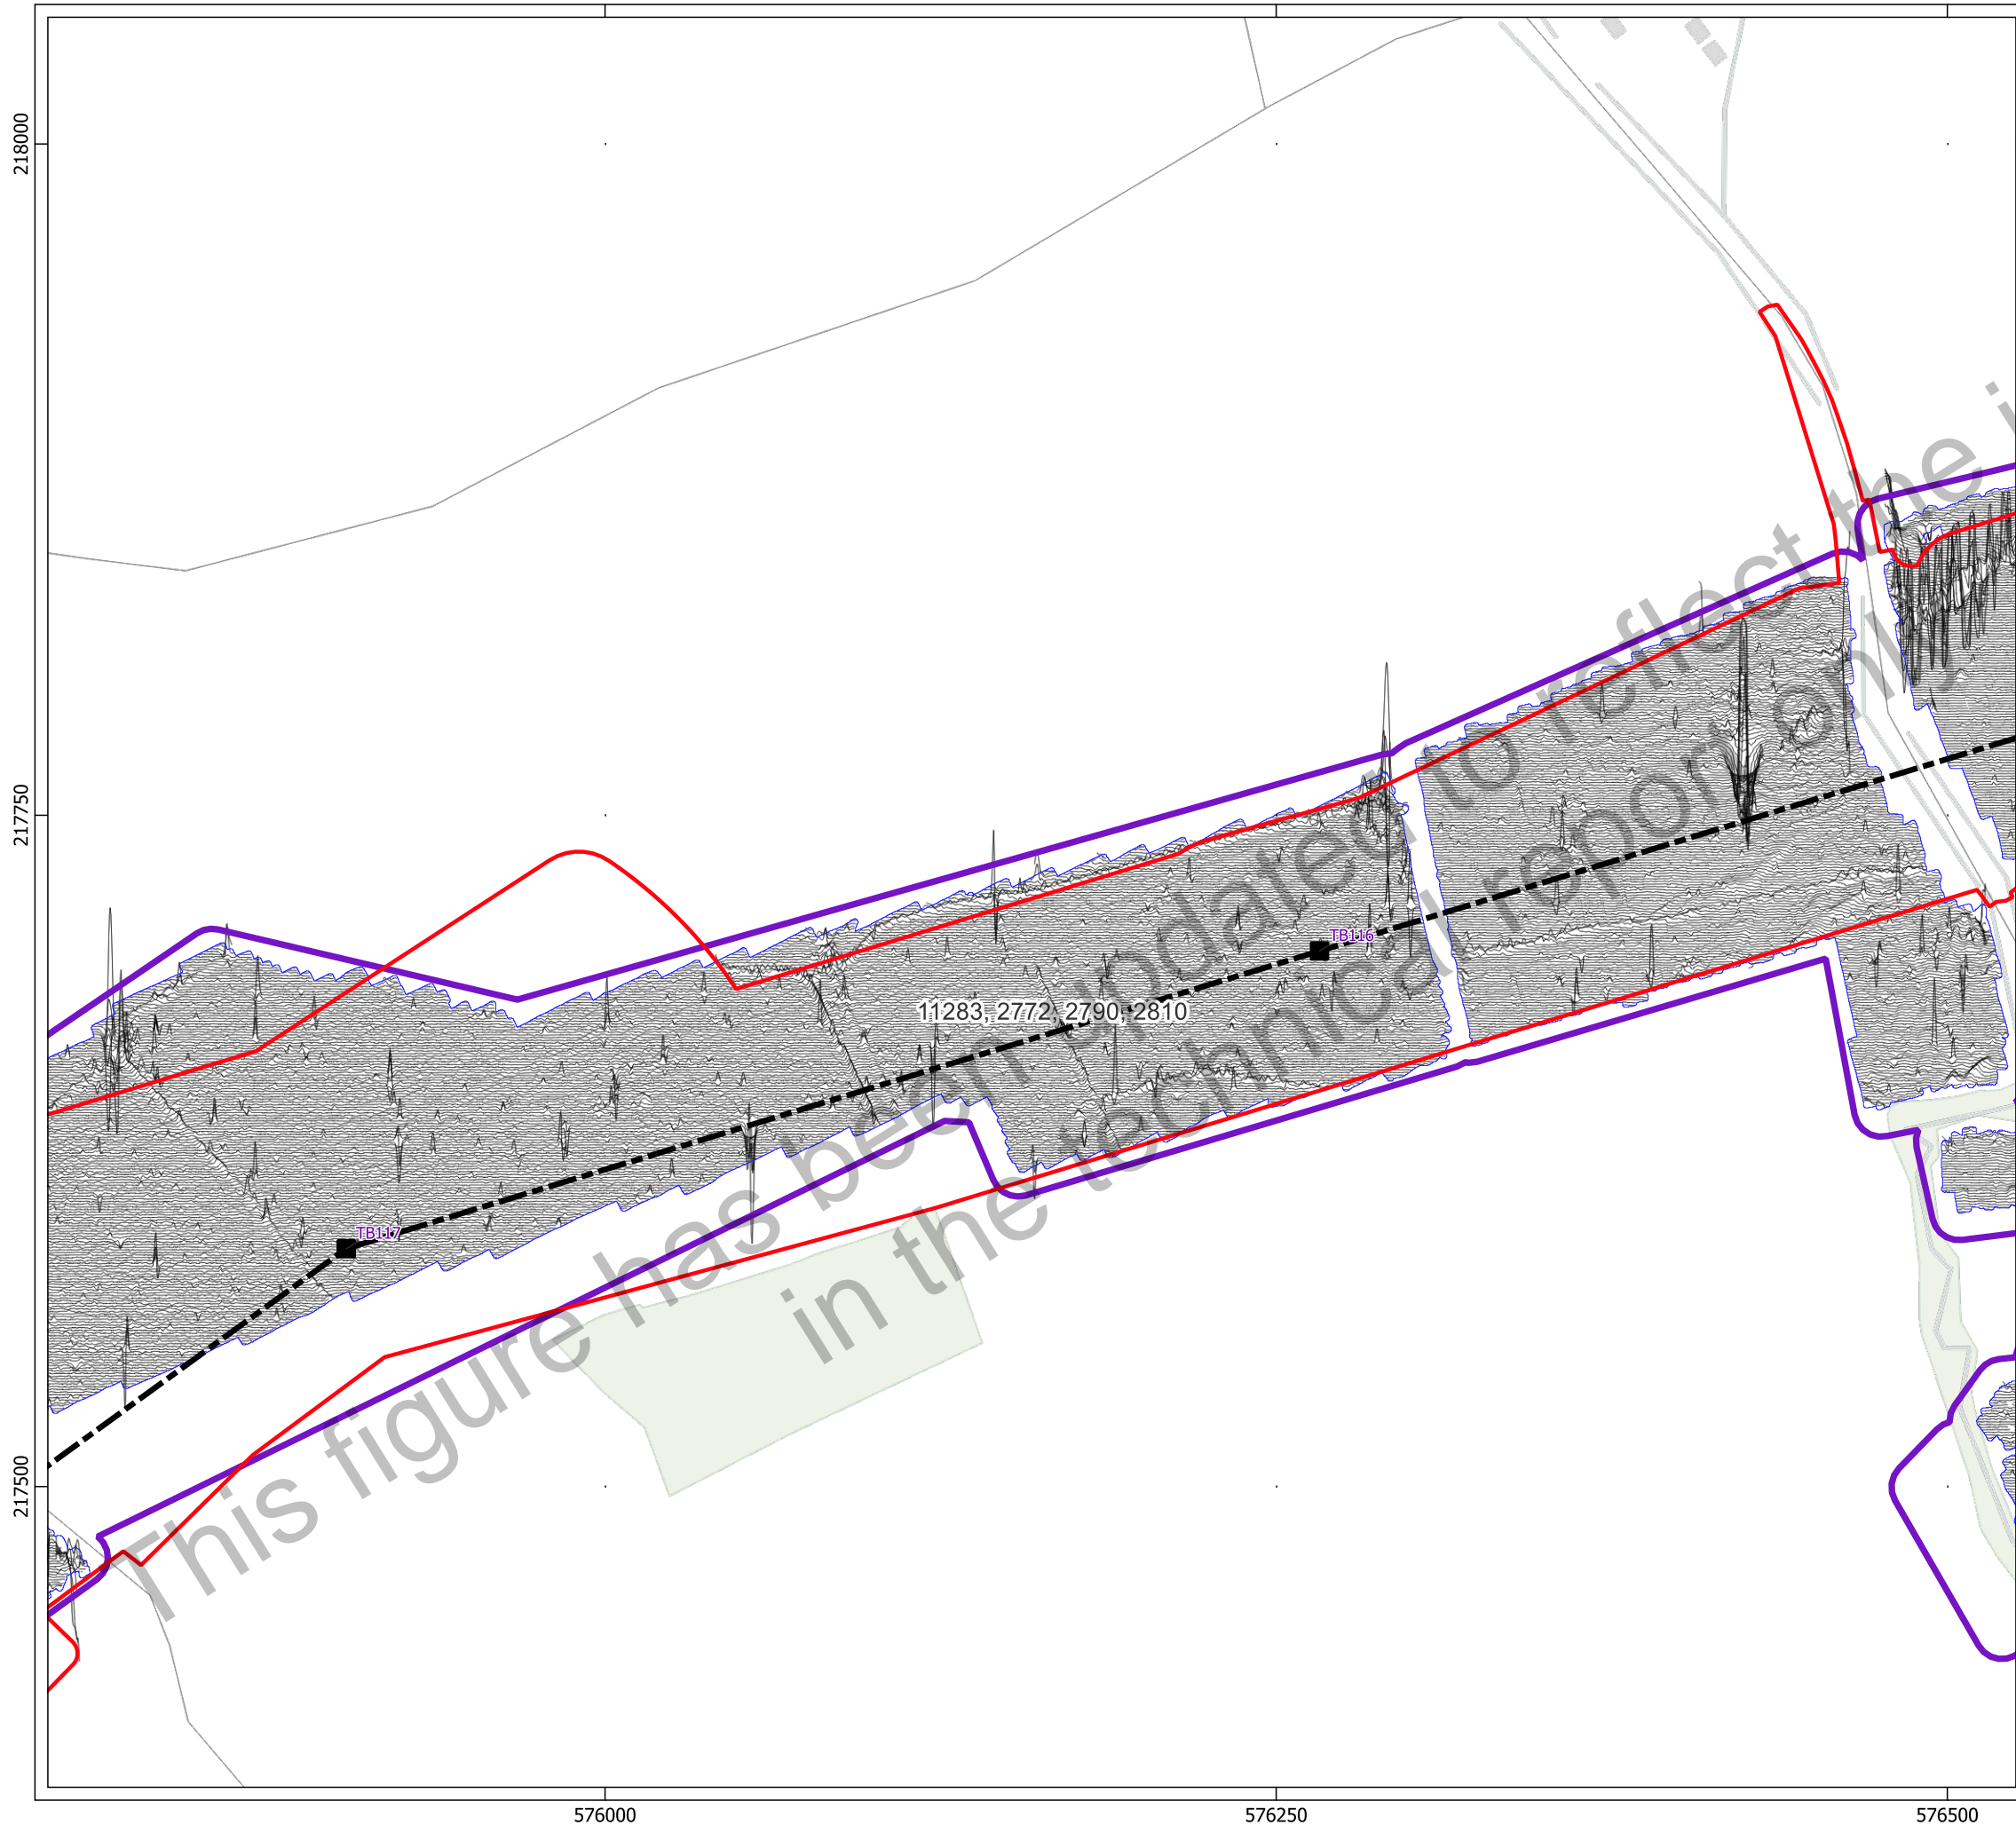 218000
217750
217500
576000
576250
576500
TB116
TB117
11283, 2772, 2790, 2810
This figure has been updated to reflect the
in the technical report only